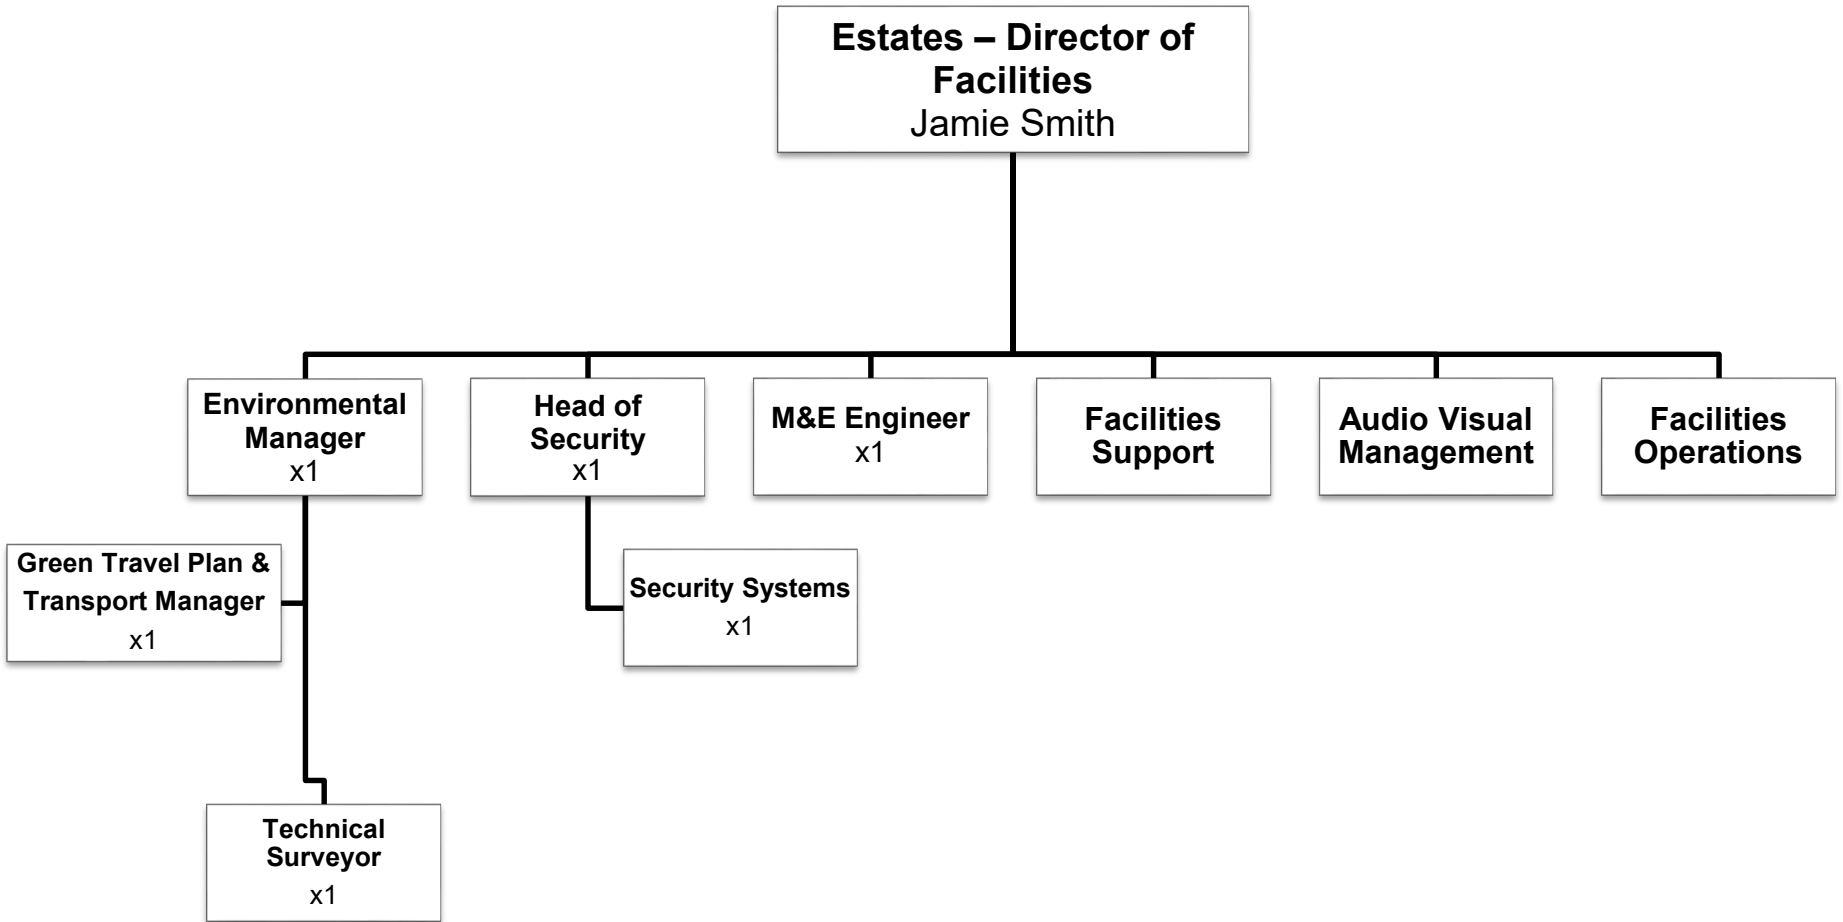 Estates – Director of
Facilities
Jamie Smith
Environmental
Manager
x1
Head of
Security
x1
M&E Engineer
x1
Facilities
Support
Audio Visual
Management
Facilities
Operations
Green Travel Plan &
Transport Manager
x1
Security Systems
x1
Technical
Surveyor
x1